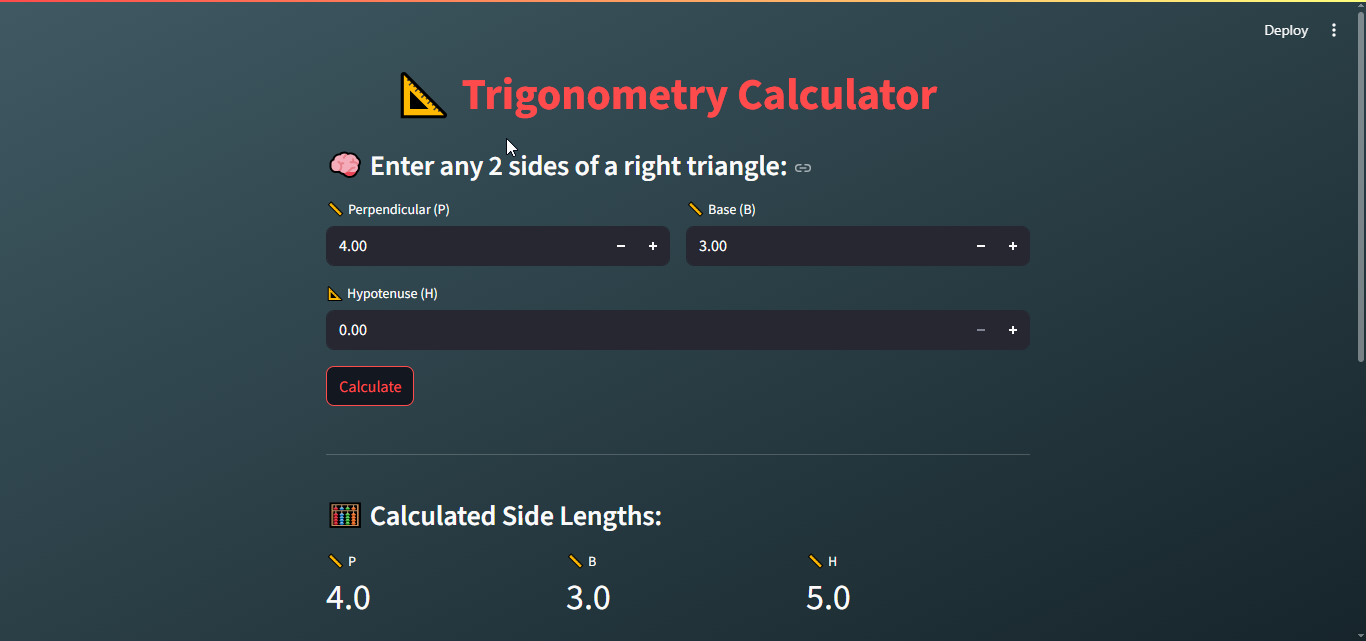 Deploy
Trigonometry Calculator
Enter any 2 sides of a right triangle:
Perpendicular (P) Base (B)
4.00 − + 3.00 − +
Hypotenuse (H)
0.00 − +
Calculate
Calculated Side Lengths:
P B H
4.0 3.0 5.0